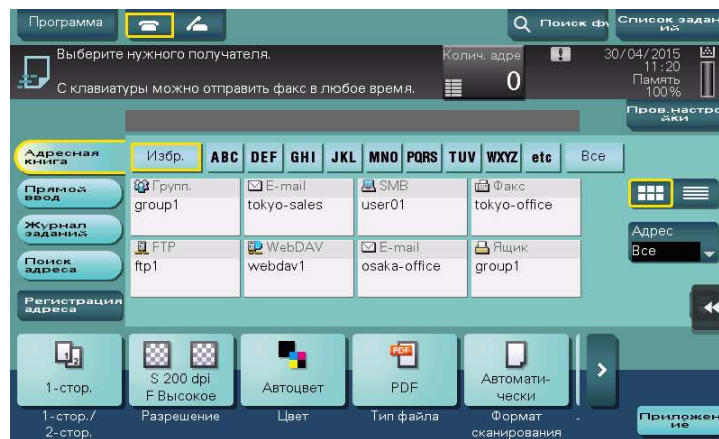 Программа
Поиск ф
Список задан
ий
Выберите нужного получателя.
С клавиатуры можно отправить факс в любое время.
Колич. адре
0
30/04/2015
11:20
Память
100%
Пров.настро
йки
Адресная
книга
Избр. ABC DEF GHI JKL MNO PQRS TUV WXYZ etc Все
Прямой
ввод
Журнал
заданий
Поиск
адреса
Регистрация
адреса
Групп.
group1
E-mail
tokyo-sales
SMB
user01
Факс
tokyo-office
FTP
ftp1
WebDAV
webdav1
E-mail
osaka-office
Ящик
group1
Адрес
Все
1-стор.
S 200 dpi
F Высокое
Автоцвет
PDF
PDF
Автомати-
чески
1-стор./
2-стор.
Разрешение
Цвет
Тип файла
Формат
сканирования
Приложен
ие